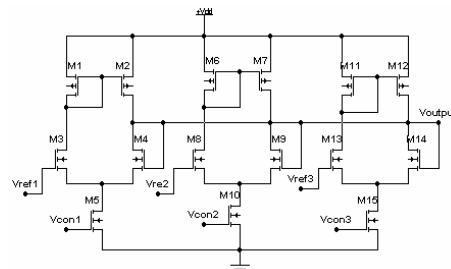 +Vdd
M1
M2
M6
M7
M11
M12
Voutput
M3
M4
M8
M9
M13
M14
Vref1
Vre2
Vref3
M5
M10
M15
Vcon1
Vcon2
Vcon3